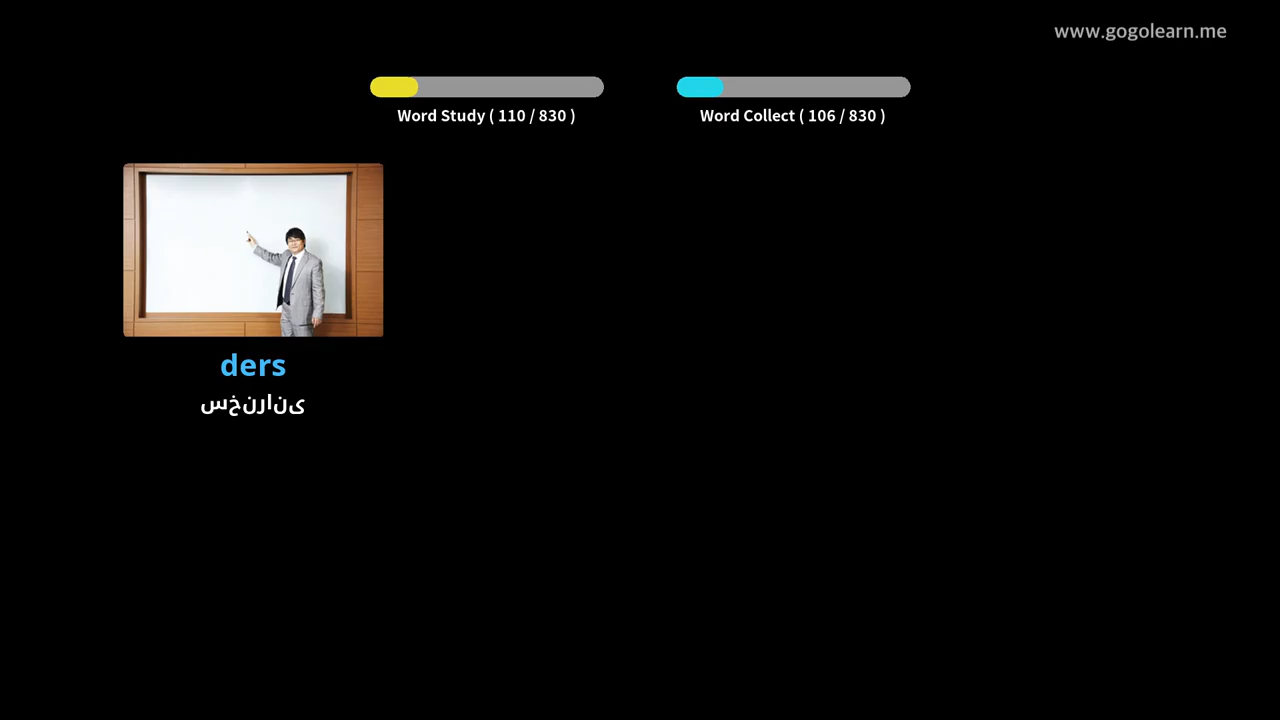 www.gogolearn.me
Word Study ( 110 / 830 )
Word Collect ( 106 / 830 )
ders
سخنرانی